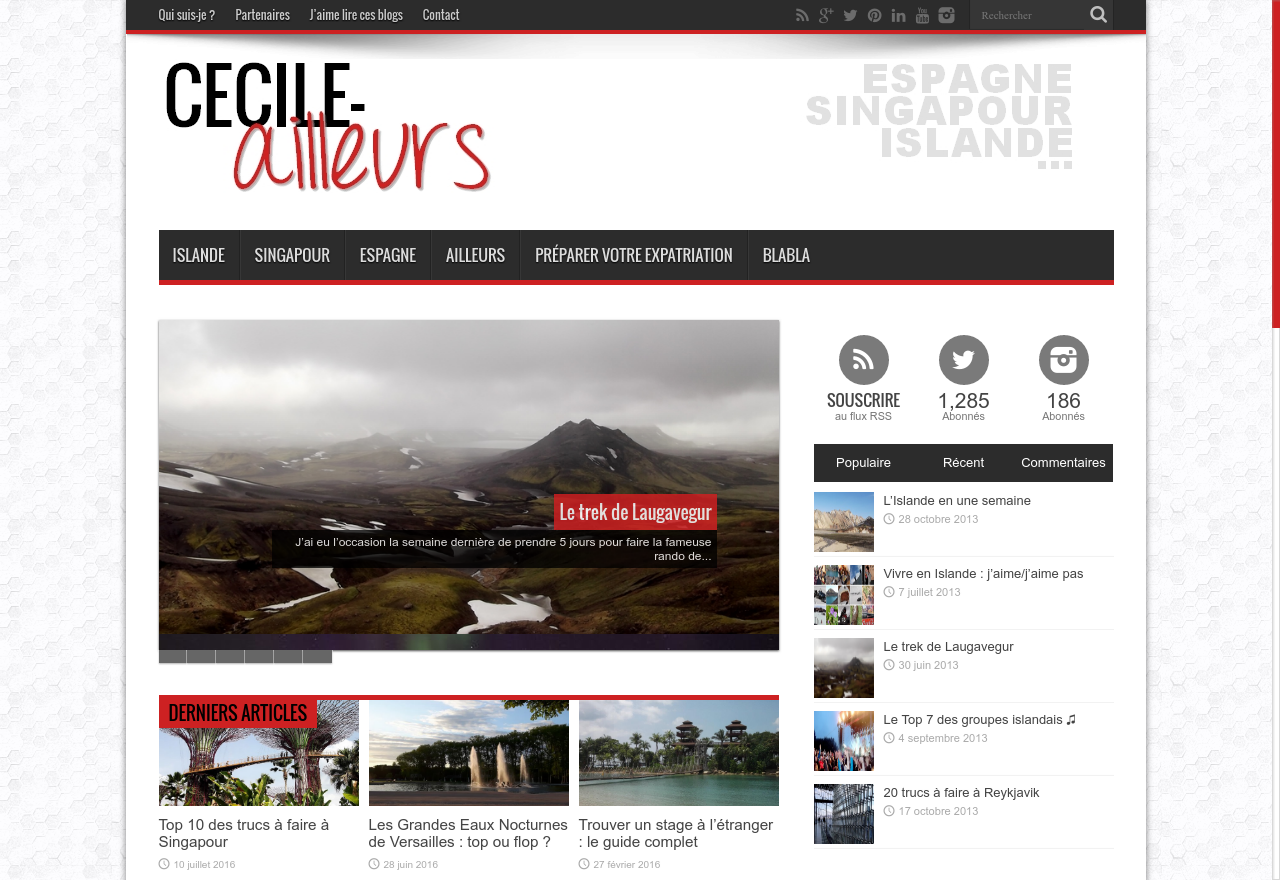 Qui suis-je ?
Partenaires
J'aime lire ces blogs
Contact
Rechercher
CECILE-
ailleurs
ESPAGNE
SINGAPOUR
ISLANDE
...
ISLANDE
SINGAPOUR
ESPAGNE
AILLEURS
PRÉPARER VOTRE EXPATRIATION
BLABLA
Le trek de Laugavegur
J'ai eu l'occasion la semaine dernière de prendre 5 jours pour faire la fameuse
rando de...
SOUSCRIRE
au flux RSS
1,285
Abonnés
186
Abonnés
Populaire
Récent
Commentaires
L'Islande en une semaine
28 octobre 2013
Vivre en Islande : j'aime/j'aime pas
7 juillet 2013
Le trek de Laugavegur
30 juin 2013
Le Top 7 des groupes islandais ♫
4 septembre 2013
20 trucs à faire à Reykjavik
17 octobre 2013
DERNIERS ARTICLES
Top 10 des trucs à faire à
Singapour
10 juillet 2016
Les Grandes Eaux Nocturnes
de Versailles : top ou flop ?
28 juin 2016
Trouver un stage à l'étranger
: le guide complet
27 février 2016